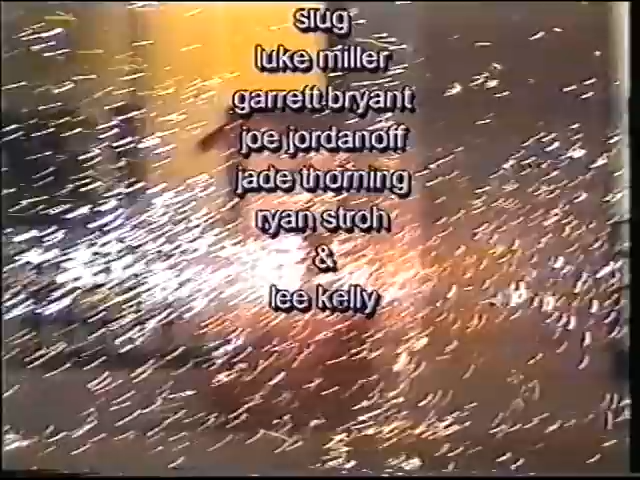 slug
luke miller
garrett bryant
joe jordanoff
jade thorning
ryan stroh
&
lee kelly